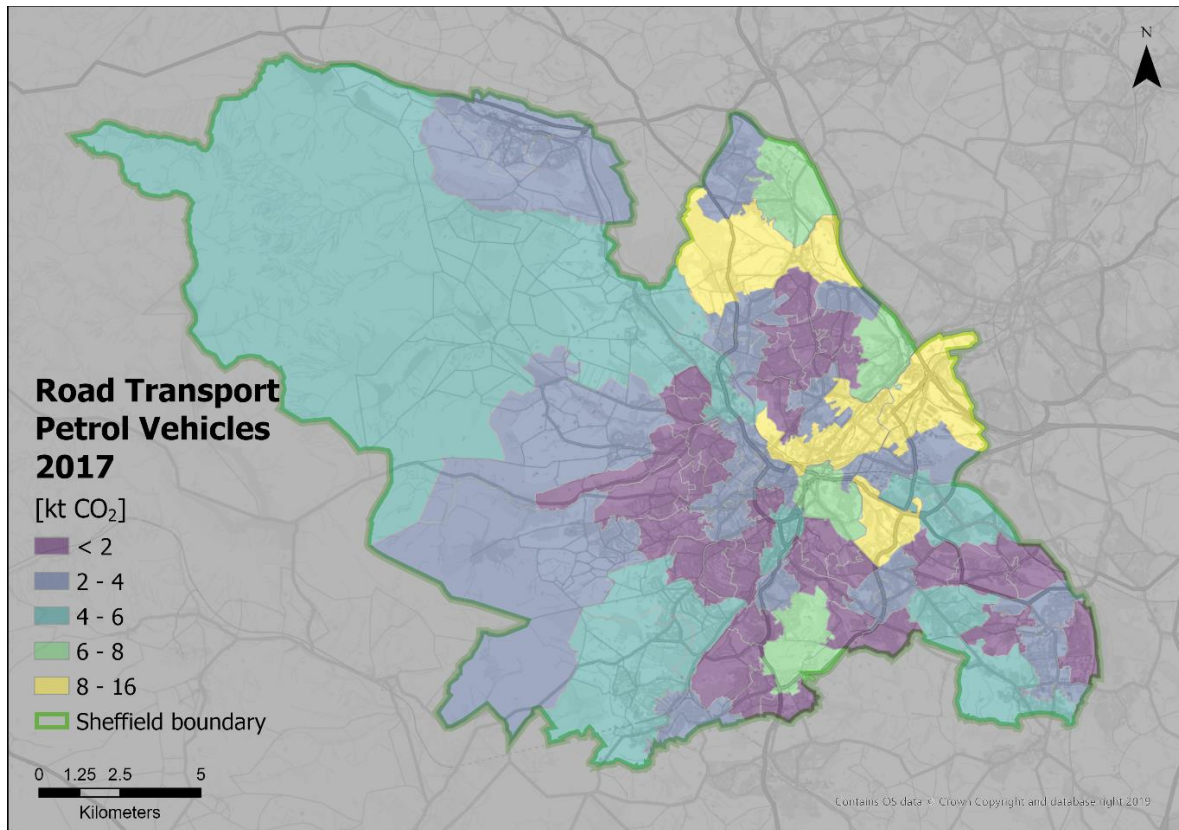 N
Road Transport
Petrol Vehicles
2017
[kt CO₂]
< 2
2 - 4
4 - 6
6 - 8
8 - 16
Sheffield boundary
0 1.25 2.5 5
Kilometers
Contains OS data © Crown Copyright and database right 2019